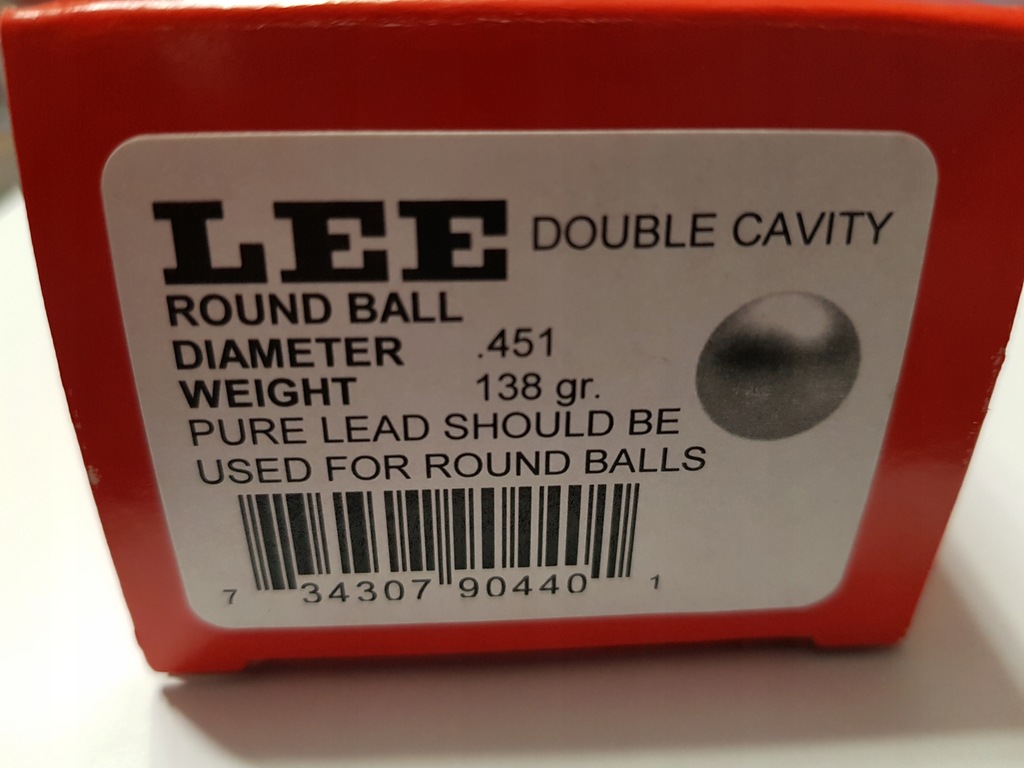 LEE DOUBLE CAVITY
ROUND BALL
DIAMETER .451
WEIGHT 138 gr.
PURE LEAD SHOULD BE
USED FOR ROUND BALLS
7 34307 90440 1